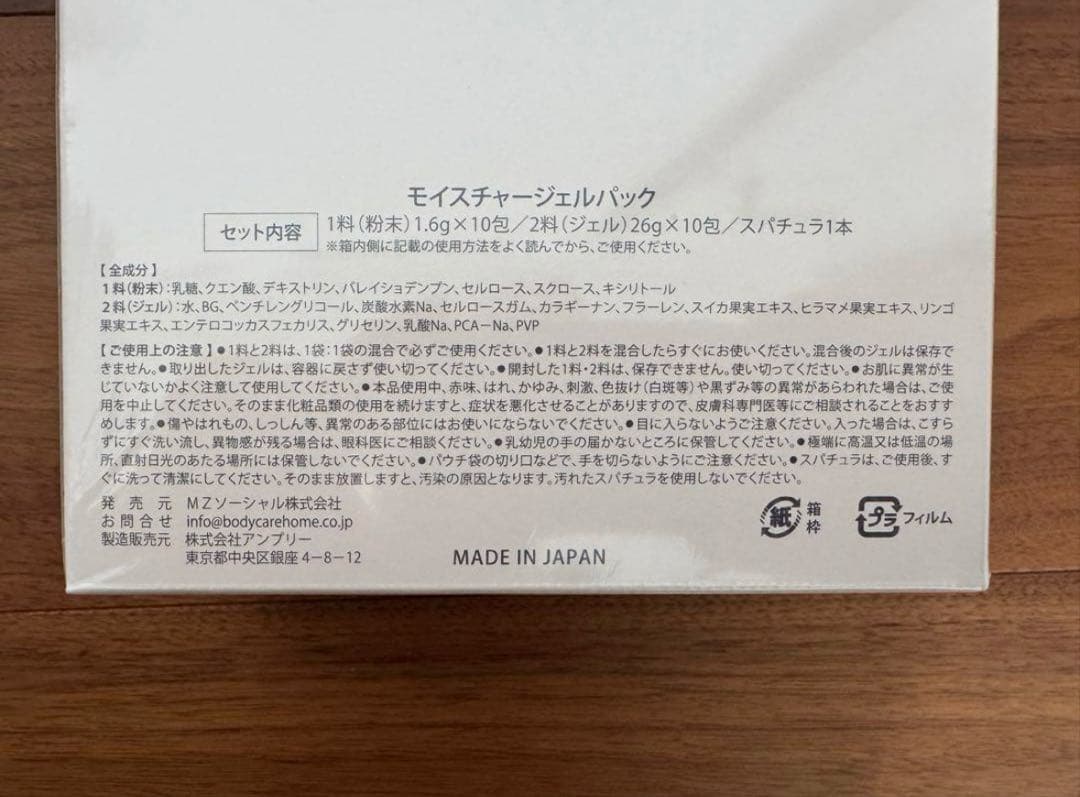 モイスチャージェルパック
セット内容
1料(粉末)1.6g×10包/2料(ジェル)26g×10包/スパチュラ1本
※箱内側に記載の使用方法をよく読んでから、ご使用ください。
【全成分】
1料(粉末):乳糖、クエン酸、デキストリン、バレイショデンプン、セルロース、スクロース、キシリトール
2料(ジェル):水、BG、ペンチレングリコール、炭酸水素Na、セルロースガム、カラギーナン、フラーレン、スイカ果実エキス、ヒラマメ果実エキス、リンゴ
果実エキス、エンテロコッカスフェカリス、グリセリン、乳酸Na、PCA－Na、PVP
【ご使用上の注意】●1料と2料は、1袋:1袋の混合で必ずご使用ください。●1料と2料を混合したらすぐにお使いください。混合後のジェルは保存で
きません。●取り出したジェルは、容器に戻さず使い切ってください。●開封した1料・2料は、保存できません。使い切ってください。●お肌に異常が生
じていないかよく注意して使用してください。●本品使用中、赤味、はれ、かゆみ、刺激、色抜け(白斑等)や黒ずみ等の異常があらわれた場合は、ご使
用を中止してください。そのまま化粧品類の使用を続けますと、症状を悪化させることがありますので、皮膚科専門医等にご相談されることをおすす
めします。●傷やはれもの、しっしん等、異常のある部位にはお使いにならないでください。●目に入らないようご注意ください。入った場合は、こすら
ずにすぐ洗い流し、異物感が残る場合は、眼科医にご相談ください。●乳幼児の手の届かないところに保管してください。●極端に高温又は低温の場
所、直射日光のあたる場所には保管しないでください。●パウチ袋の切り口などで、手を切らないようにご注意ください。●スパチュラは、ご使用後、す
ぐに洗って清潔にしてください。そのまま放置しますと、汚染の原因となります。汚れたスパチュラを使用しないでください。
発売元 MZソーシャル株式会社
お問合せ info@bodycarehome.co.jp
製造販売元 株式会社アンプリー
東京都中央区銀座4－8－12
MADE IN JAPAN
紙 箱
枠
プラ フィルム